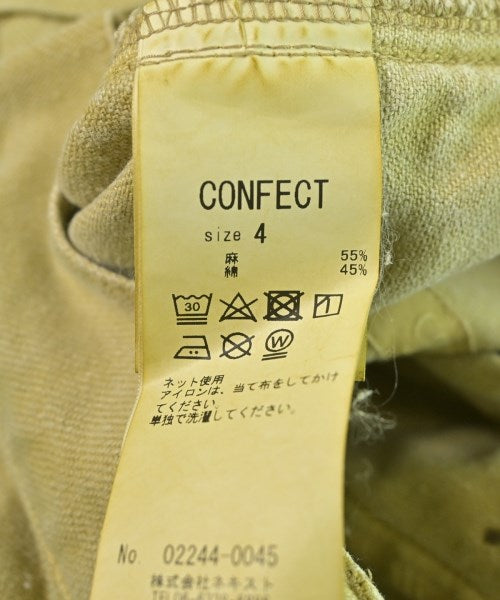 CONFECT
size 4
麻 55%
綿 45%
30
W
ネット使用
アイロンは、当て布をしてかけ
てください。
単独で洗濯してください。
No. 02244-0045
株式会社ネキスト